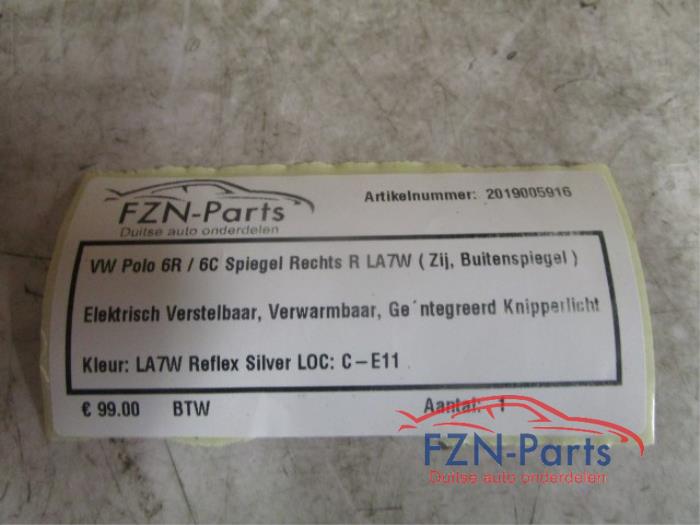 FZN-Parts
Duitse auto onderdelen
Artikelnummer: 2019005916
VW Polo 6R / 6C Spiegel Rechts R LA7W ( Zij, Buitenspiegel )
Elektrisch Verstelbaar, Verwarmbaar, Ge´ntegreerd Knipperlicht
Kleur: LA7W Reflex Silver LOC: C-E11
€ 99.00 BTW Aantal: 1
FZN-Parts
Duitse auto onderdelen